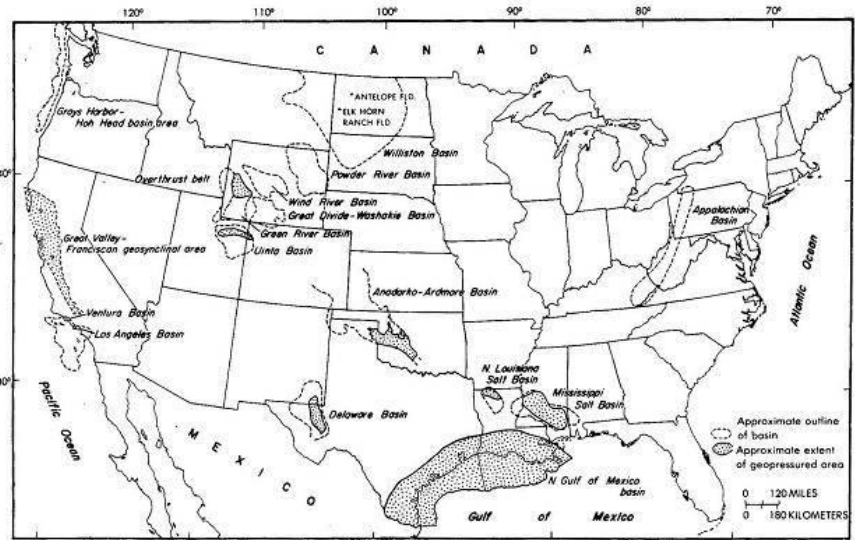 120°
110°
100°
90°
80°
70°
C A N A D A
*ANTELOPE FLD.
*ELK HORN
RANCH FLD.
Grays Harbor-
Hoh Head basin area
Williston Basin
Overthrust belt
Powder River Basin
Wind River Basin
Great Divide-Washakie Basin
Green River Basin
Uinta Basin
Appalachian
Basin
Great Valley-
Franciscan geosynclinal area
Anadarko-Ardmore Basin
Ventura Basin
Los Angeles Basin
N. Louisiana
Salt Basin
Mississippi
Salt Basin
Delaware Basin
Pacific Ocean
Atlantic Ocean
M E X I C O
N Gulf of Mexico
basin
Gulf of Mexico
Approximate outline
of basin
Approximate extent
of geopressured area
0 120 MILES
0 180 KILOMETERS